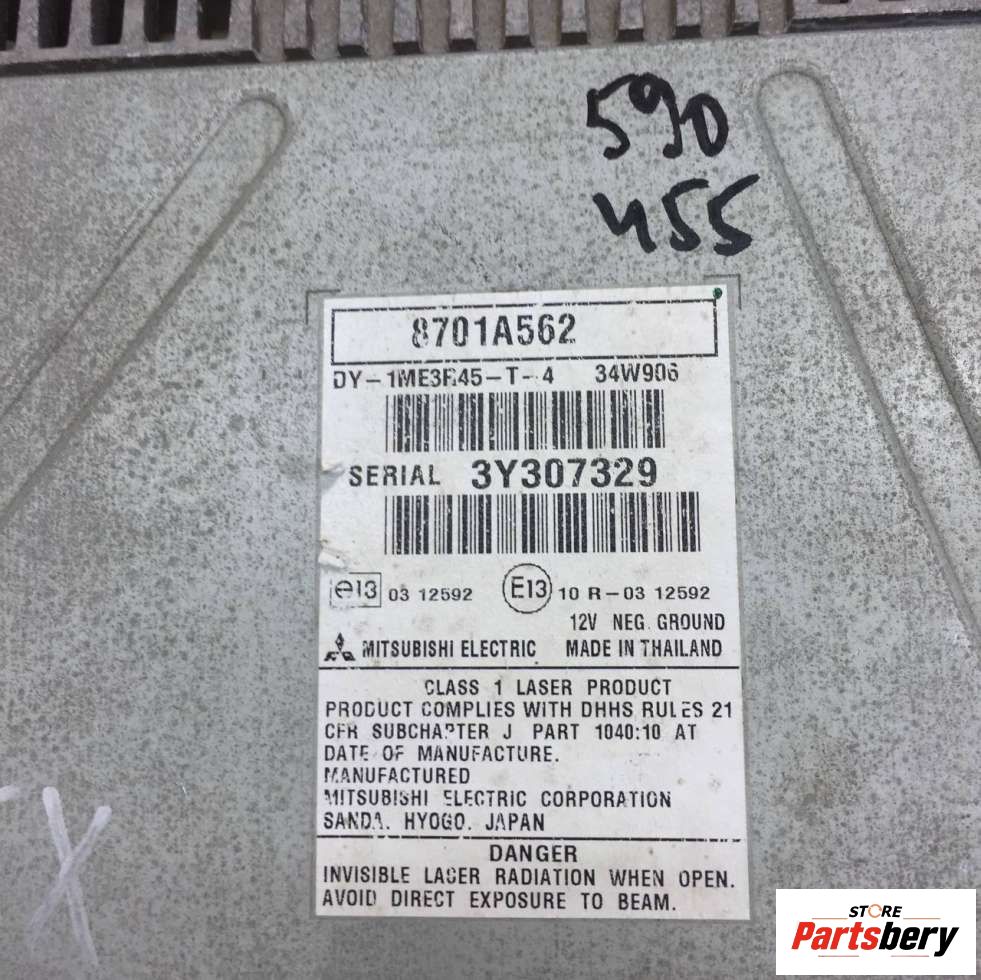 590
455
8701A562
DY-1ME3R45-T-4 34W906
SERIAL 3Y307329
e13 03 12592 E13 10 R-03 12592
12V NEG. GROUND
MITSUBISHI ELECTRIC MADE IN THAILAND
CLASS 1 LASER PRODUCT
PRODUCT COMPLIES WITH DHHS RULES 21
CFR SUBCHAPTER J PART 1040:10 AT
DATE OF MANUFACTURE.
MANUFACTURED
MITSUBISHI ELECTRIC CORPORATION
SANDA, HYOGO, JAPAN
DANGER
INVISIBLE LASER RADIATION WHEN OPEN.
AVOID DIRECT EXPOSURE TO BEAM.
X
STORE
Partsbery